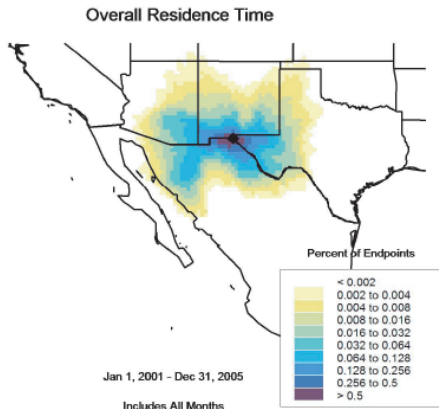 Overall Residence Time
Percent of Endpoints
< 0.002
0.002 to 0.004
0.004 to 0.008
0.008 to 0.016
0.016 to 0.032
0.032 to 0.064
0.064 to 0.128
0.128 to 0.256
0.256 to 0.5
> 0.5
Jan 1, 2001 - Dec 31, 2005
Includes All Months